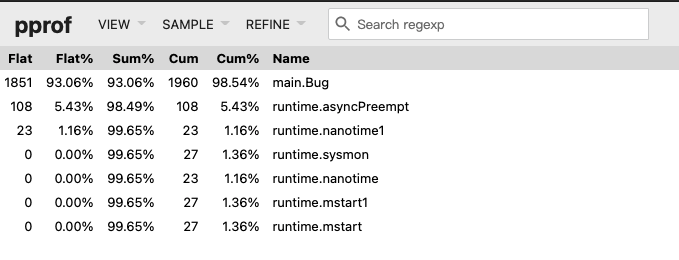 pprof VIEW SAMPLE REFINE Search regexp
Flat Flat% Sum% Cum Cum% Name
1851 93.06% 93.06% 1960 98.54% main.Bug
108 5.43% 98.49% 108 5.43% runtime.asyncPreempt
23 1.16% 99.65% 23 1.16% runtime.nanotime1
0 0.00% 99.65% 27 1.36% runtime.sysmon
0 0.00% 99.65% 23 1.16% runtime.nanotime
0 0.00% 99.65% 27 1.36% runtime.mstart1
0 0.00% 99.65% 27 1.36% runtime.mstart